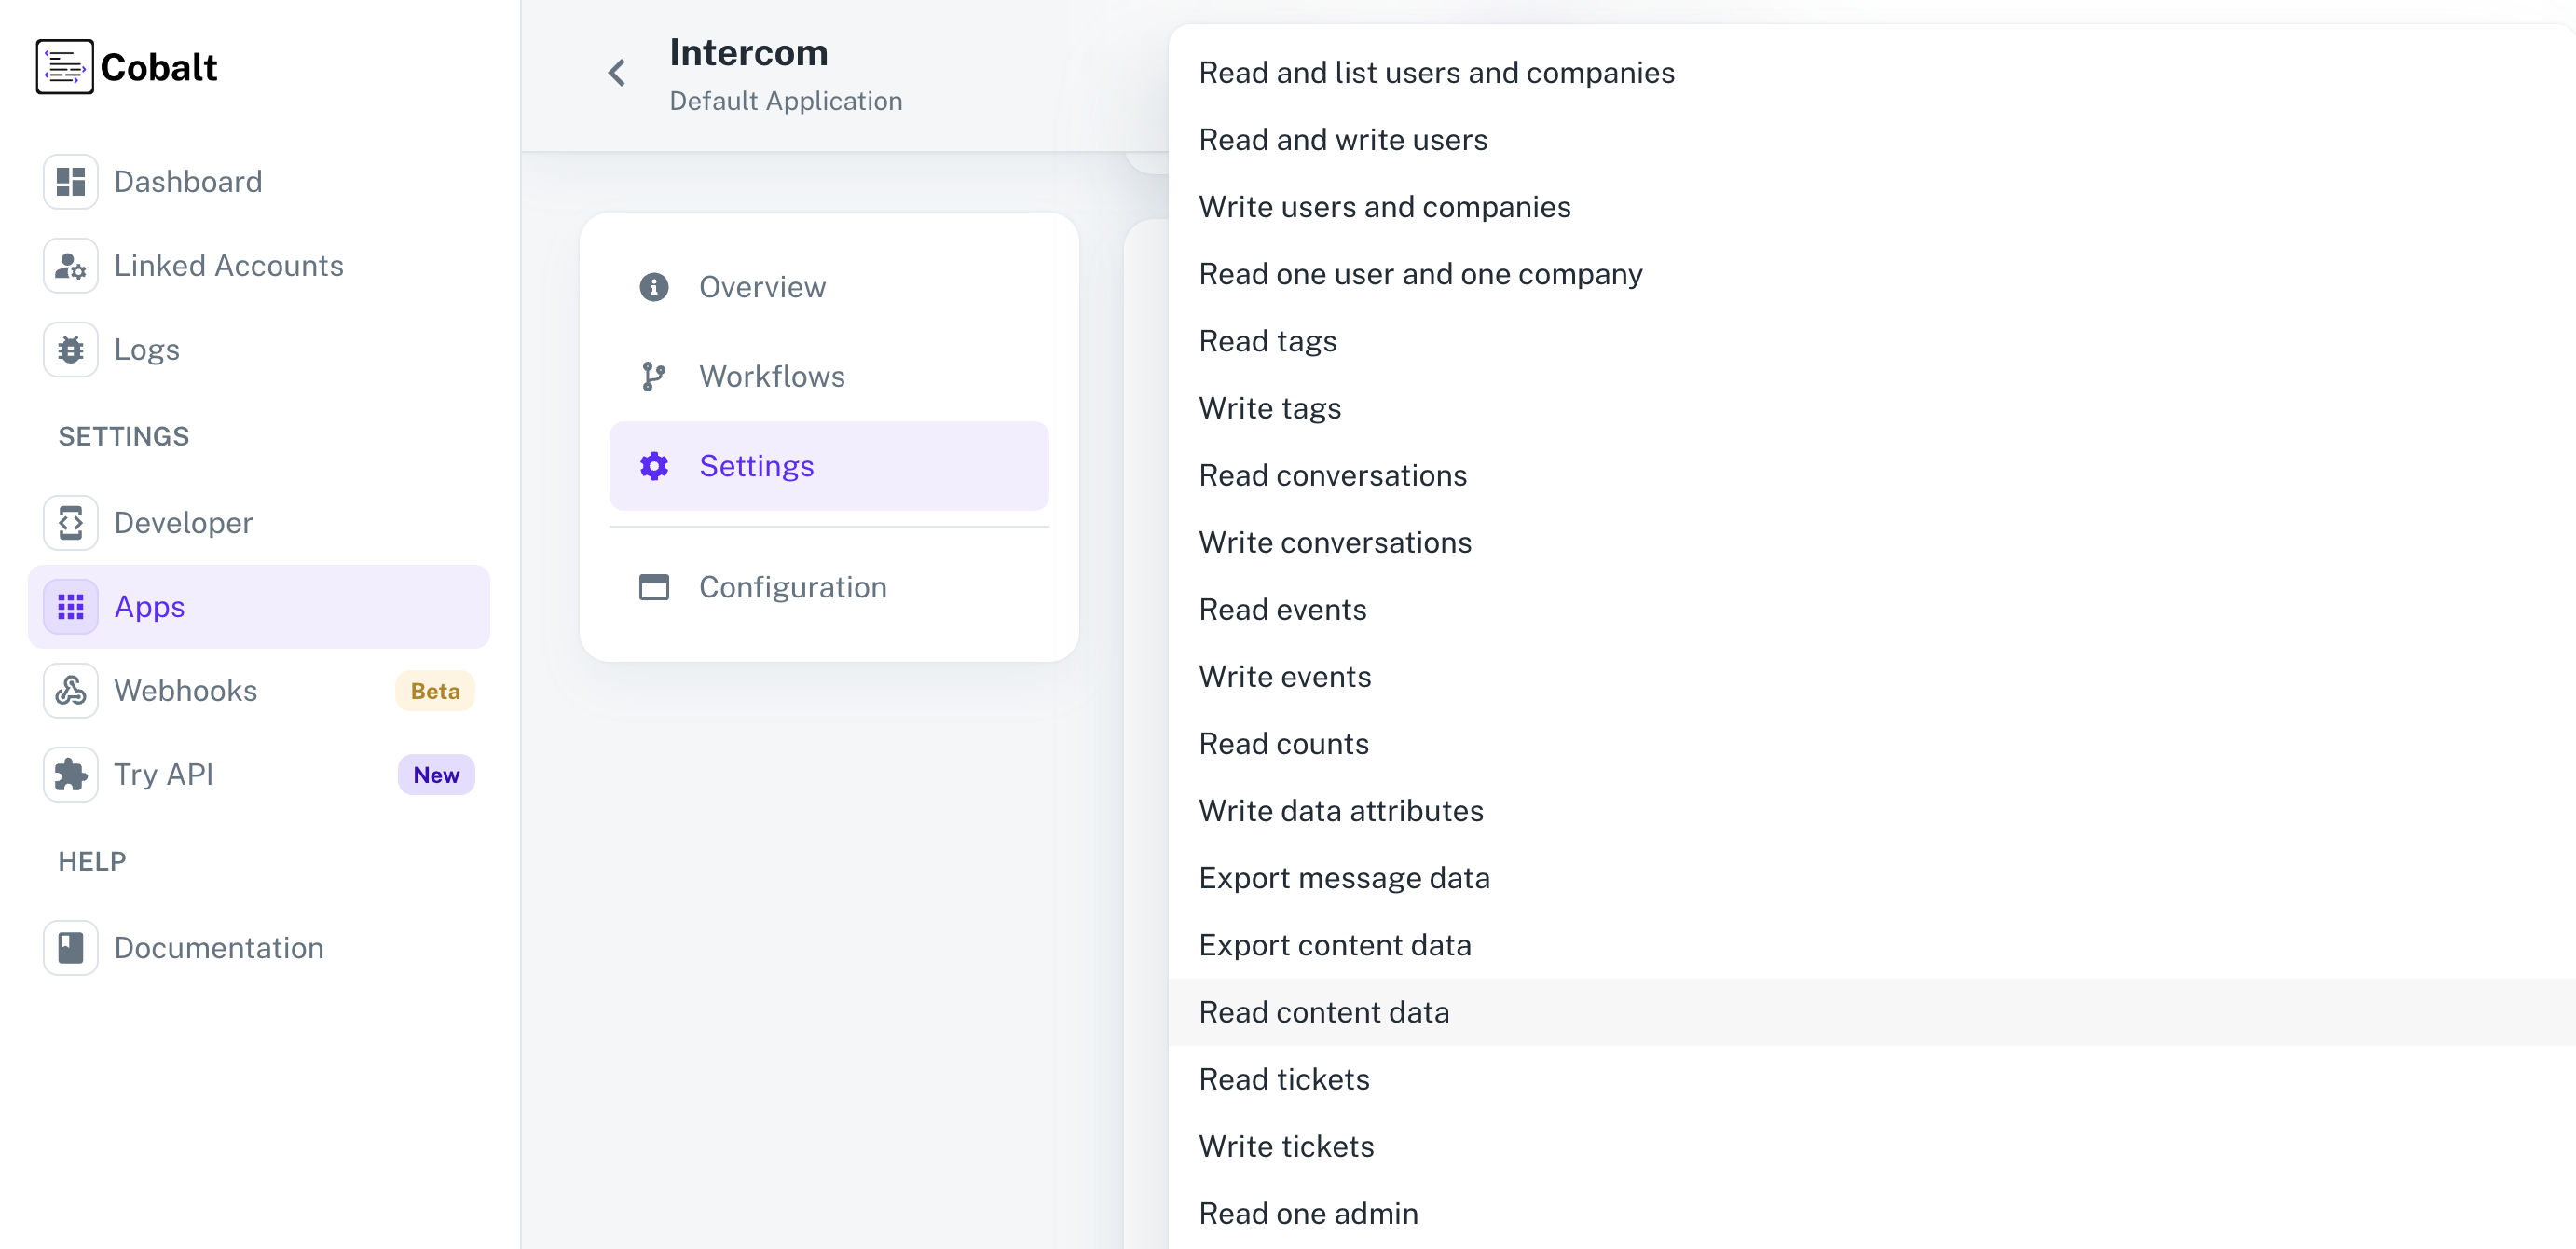 Cobalt
Dashboard
Linked Accounts
Logs
SETTINGS
Developer
Apps
Webhooks Beta
Try API New
HELP
Documentation
Intercom
Default Application
Overview
Workflows
Settings
Configuration
Read and list users and companies
Read and write users
Write users and companies
Read one user and one company
Read tags
Write tags
Read conversations
Write conversations
Read events
Write events
Read counts
Write data attributes
Export message data
Export content data
Read content data
Read tickets
Write tickets
Read one admin